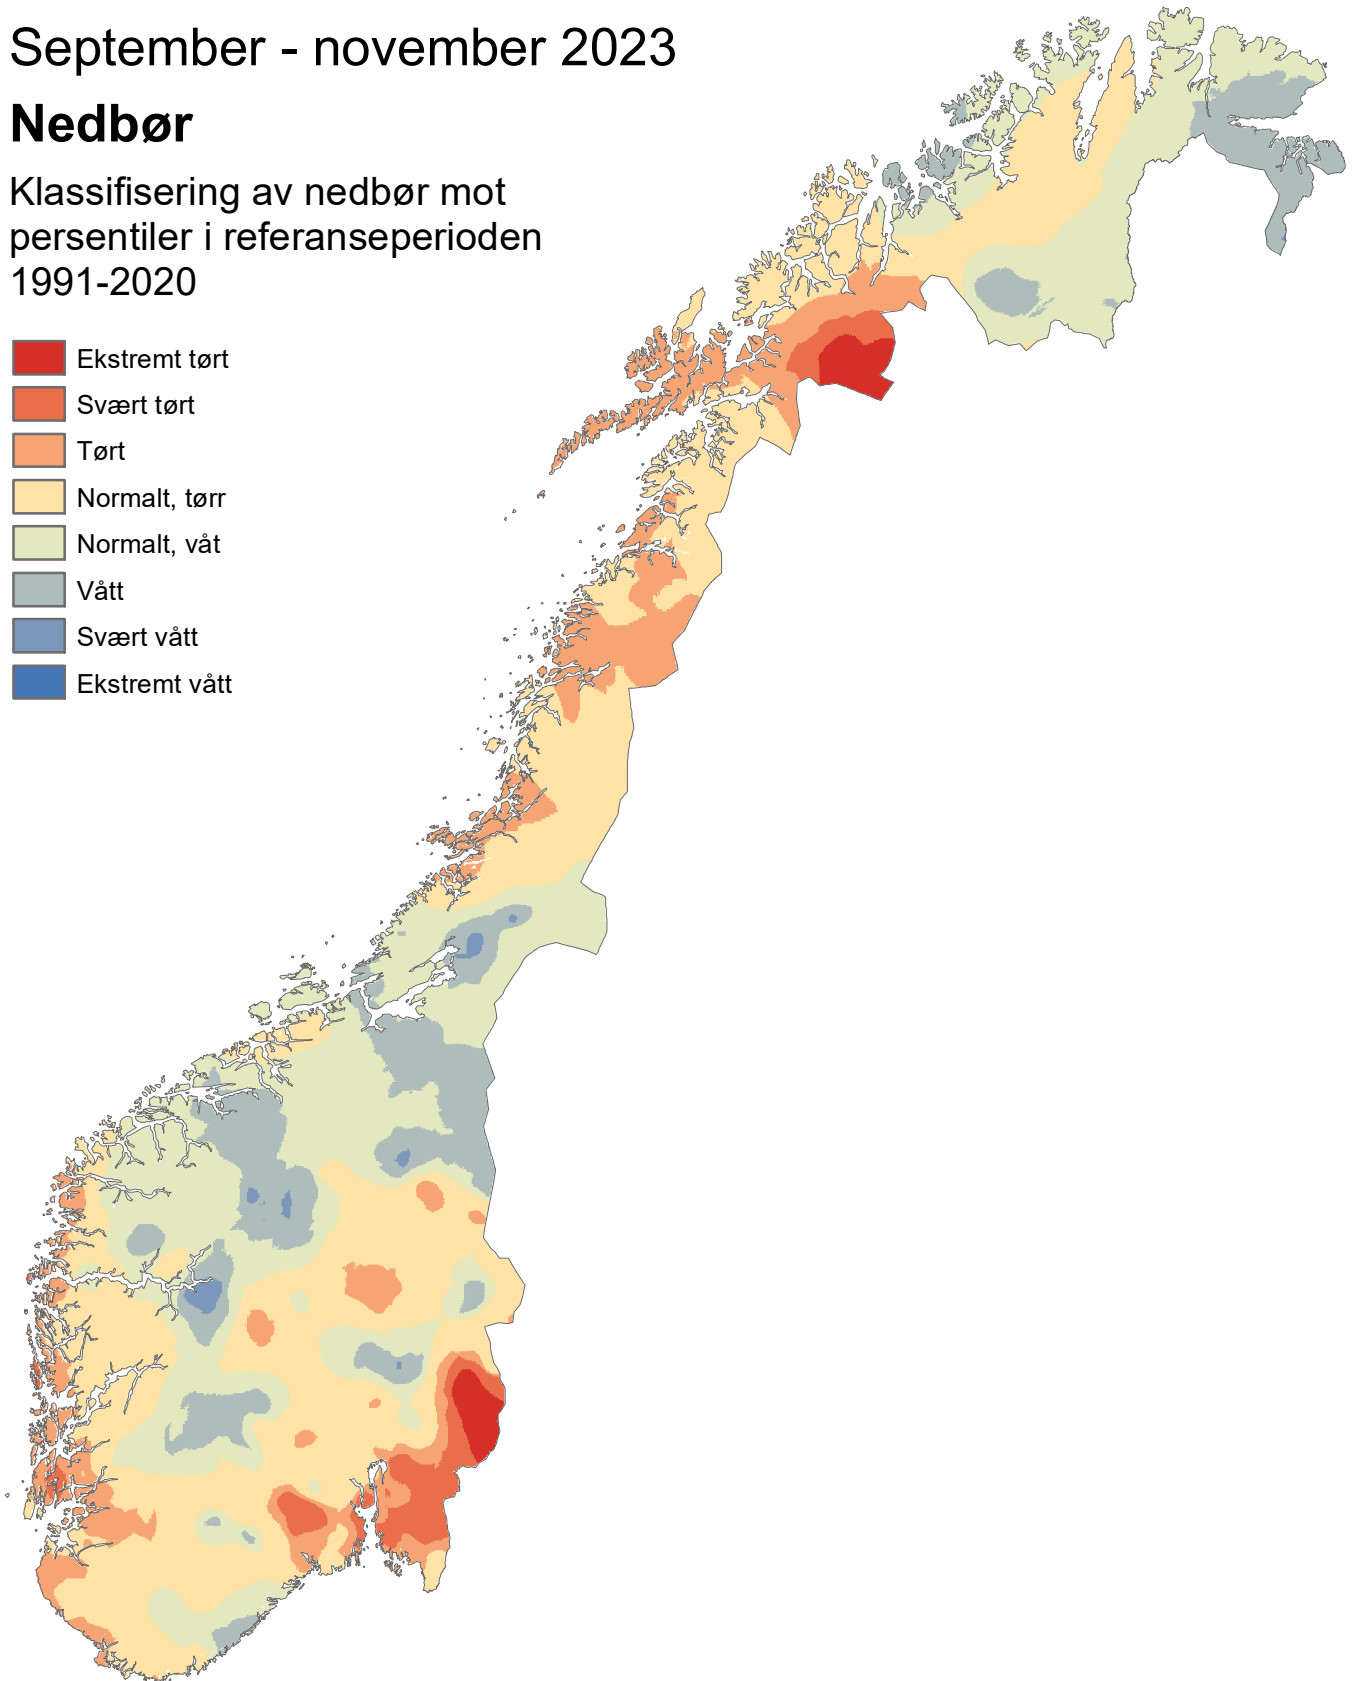 September - november 2023
Nedbør
Klassifisering av nedbør mot
persentiler i referanseperioden
1991-2020
Ekstremt tørt
Svært tørt
Tørt
Normalt, tørr
Normalt, våt
Vått
Svært vått
Ekstremt vått